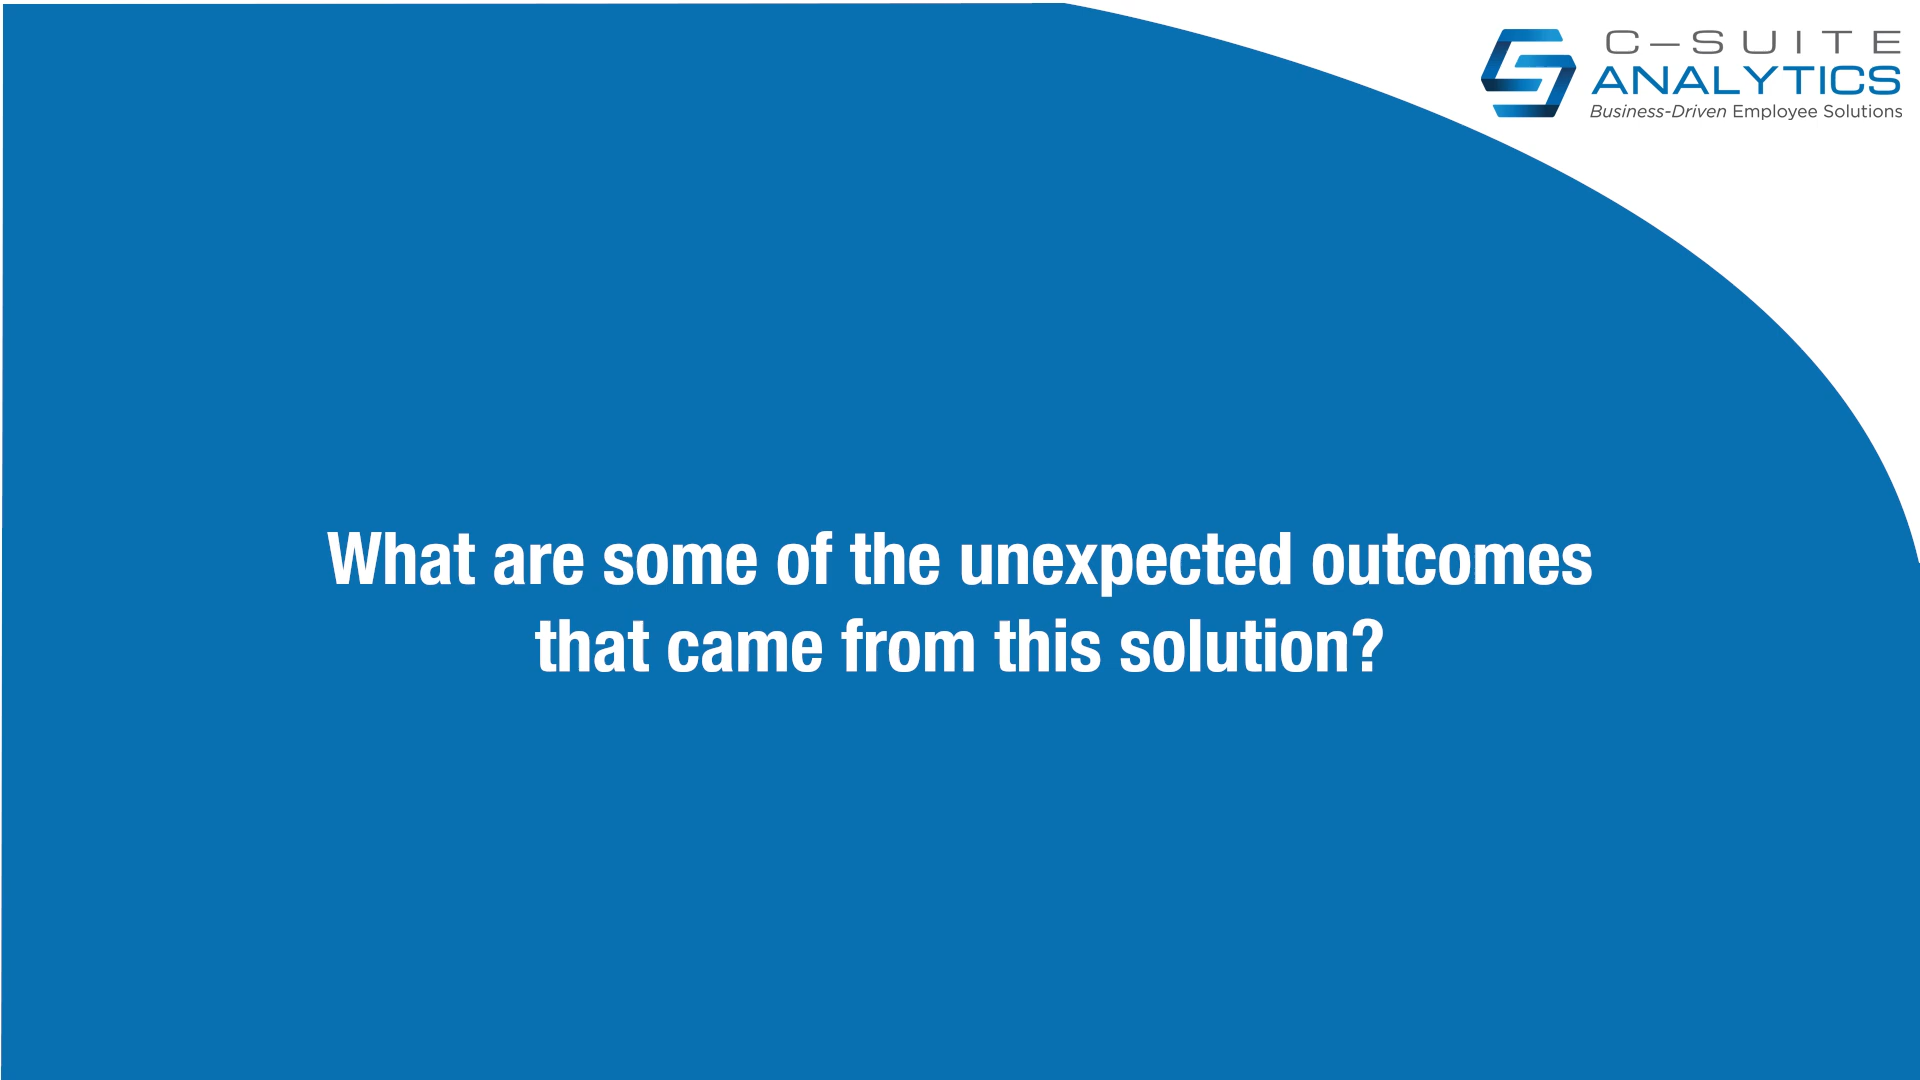 C–SUITE
ANALYTICS
Business-Driven Employee Solutions
What are some of the unexpected outcomes
that came from this solution?